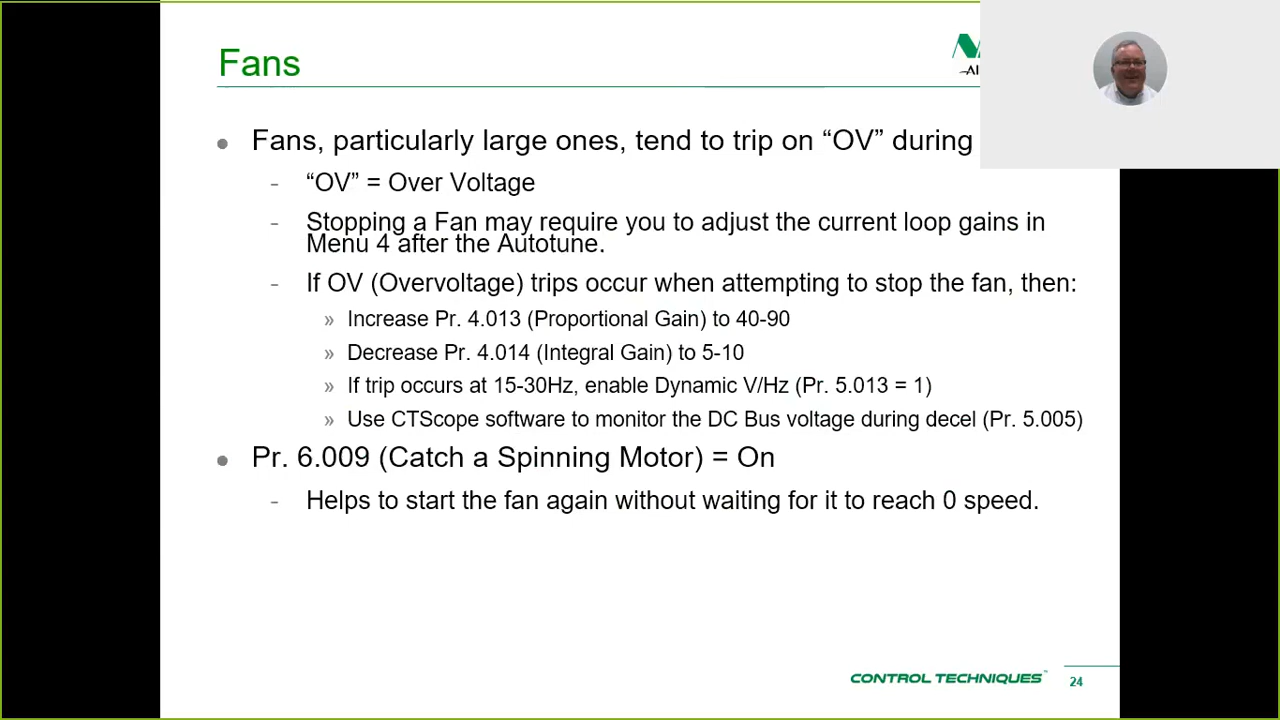 Fans
AI
Fans, particularly large ones, tend to trip on “OV” during
“OV” = Over Voltage
Stopping a Fan may require you to adjust the current loop gains in
Menu 4 after the Autotune.
If OV (Overvoltage) trips occur when attempting to stop the fan, then:
» Increase Pr. 4.013 (Proportional Gain) to 40-90
» Decrease Pr. 4.014 (Integral Gain) to 5-10
» If trip occurs at 15-30Hz, enable Dynamic V/Hz (Pr. 5.013 = 1)
» Use CTScope software to monitor the DC Bus voltage during decel (Pr. 5.005)
Pr. 6.009 (Catch a Spinning Motor) = On
Helps to start the fan again without waiting for it to reach 0 speed.
CONTROL TECHNIQUES™
24